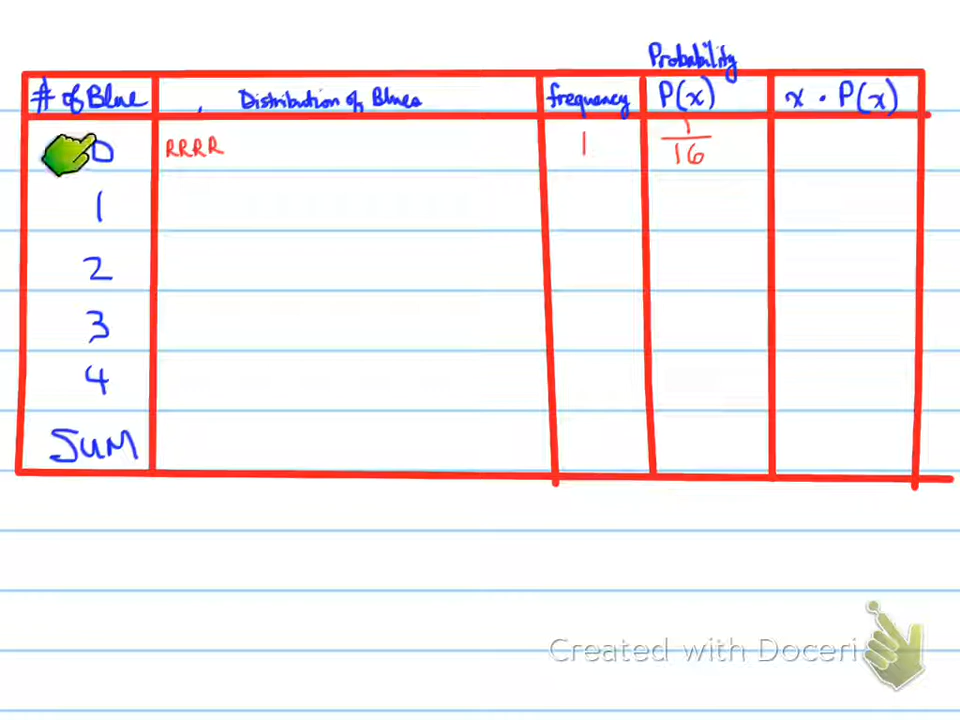 Probability
# of Blue Distribution of Blues frequency P(x) x · P(x)
0 RRRR 1 1/16
1
2
3
4
SUM
Created with Doceri